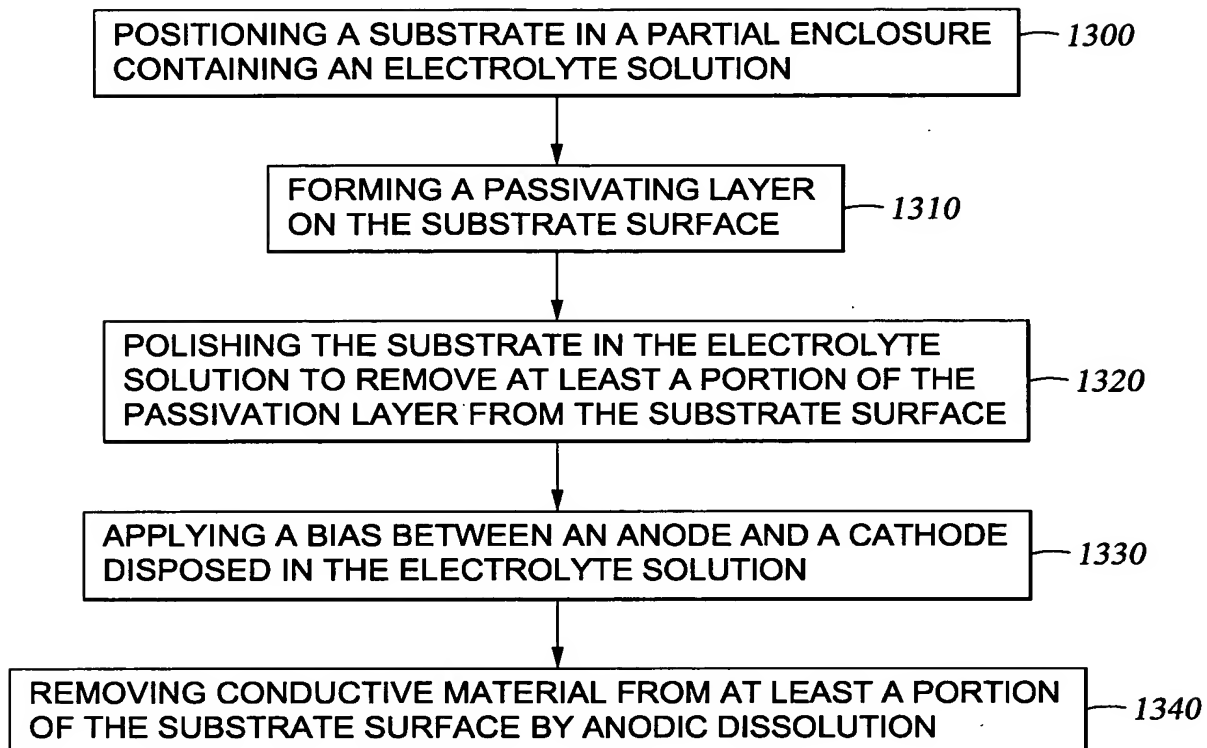 POSITIONING A SUBSTRATE IN A PARTIAL ENCLOSURE
CONTAINING AN ELECTROLYTE SOLUTION
1300
FORMING A PASSIVATING LAYER
ON THE SUBSTRATE SURFACE
1310
POLISHING THE SUBSTRATE IN THE ELECTROLYTE
SOLUTION TO REMOVE AT LEAST A PORTION OF THE
PASSIVATION LAYER FROM THE SUBSTRATE SURFACE
1320
APPLYING A BIAS BETWEEN AN ANODE AND A CATHODE
DISPOSED IN THE ELECTROLYTE SOLUTION
1330
REMOVING CONDUCTIVE MATERIAL FROM AT LEAST A PORTION
OF THE SUBSTRATE SURFACE BY ANODIC DISSOLUTION
1340